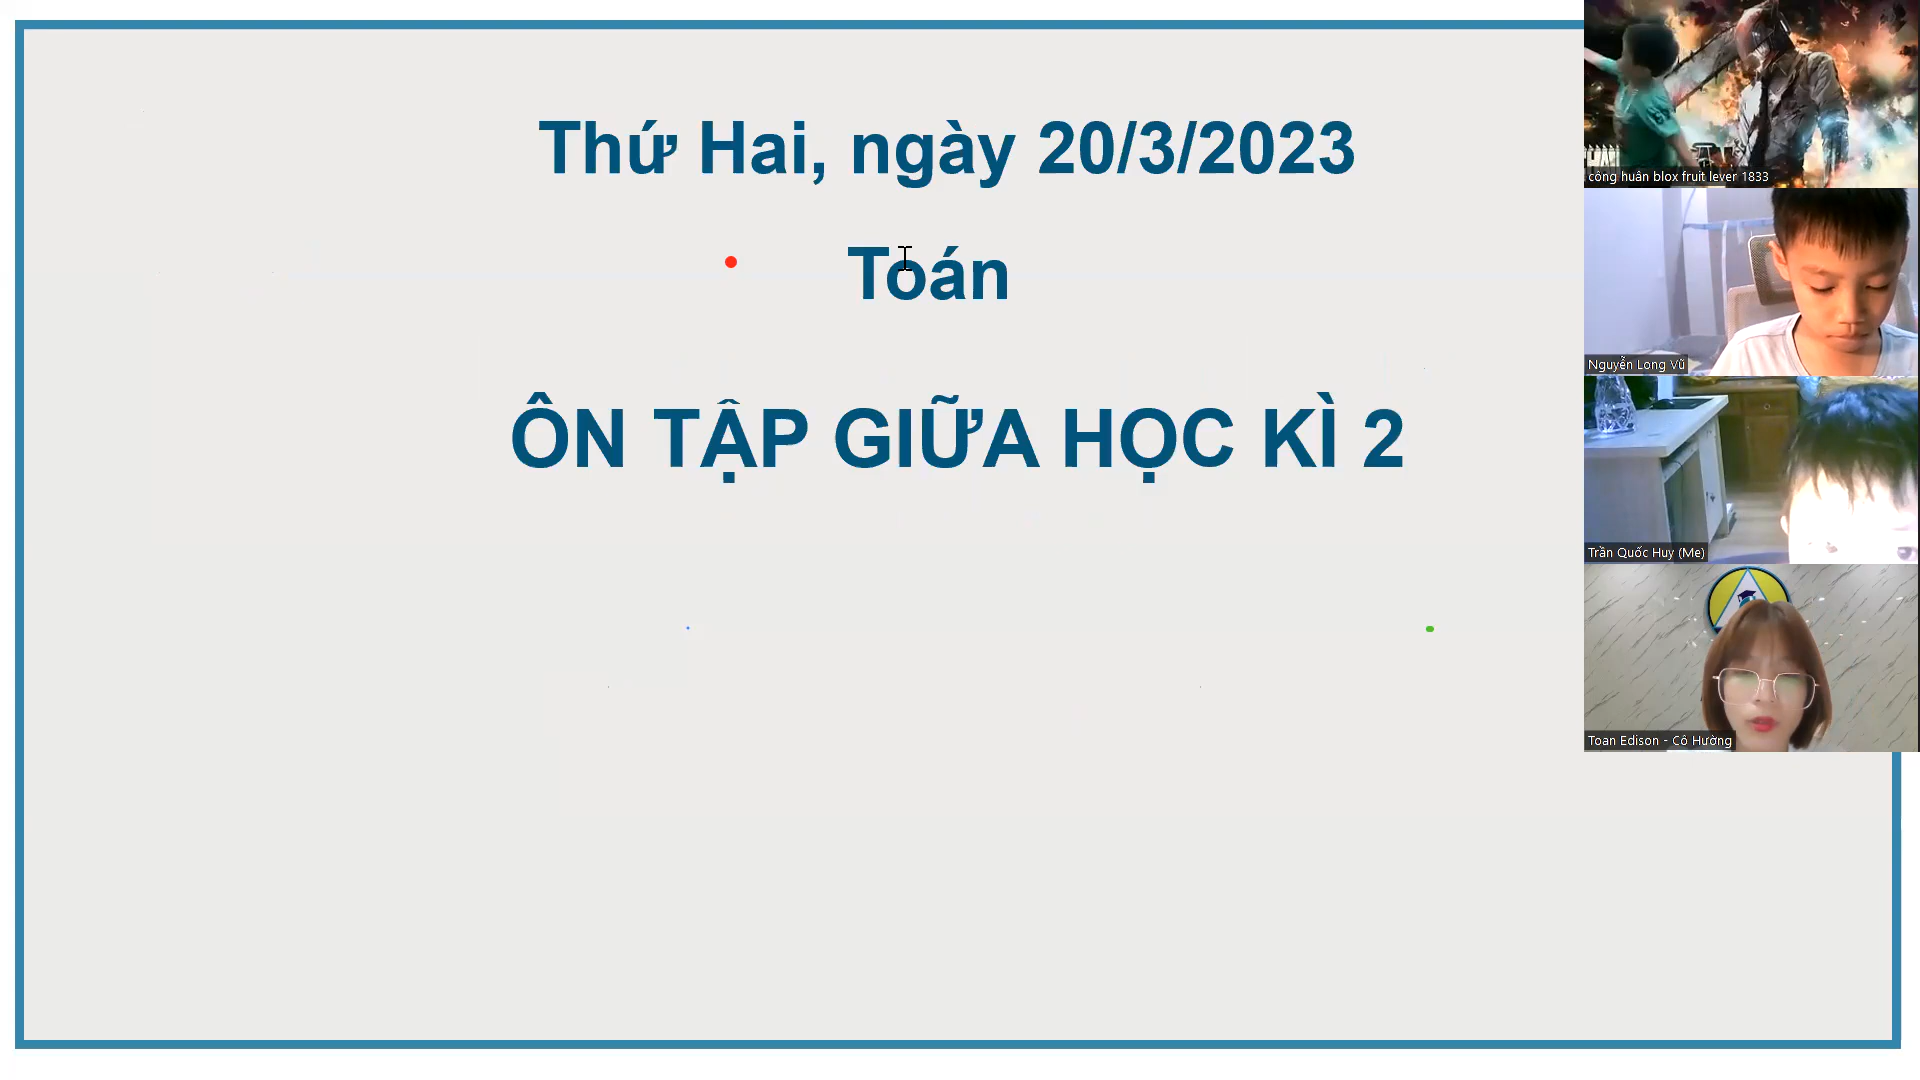 Thứ Hai, ngày 20/3/2023
Toán
ÔN TẬP GIỮA HỌC KÌ 2
công huân blox fruit lever 1833
Nguyễn Long Vũ
Trần Quốc Huy (Me)
Toan Edison - Cô Hường